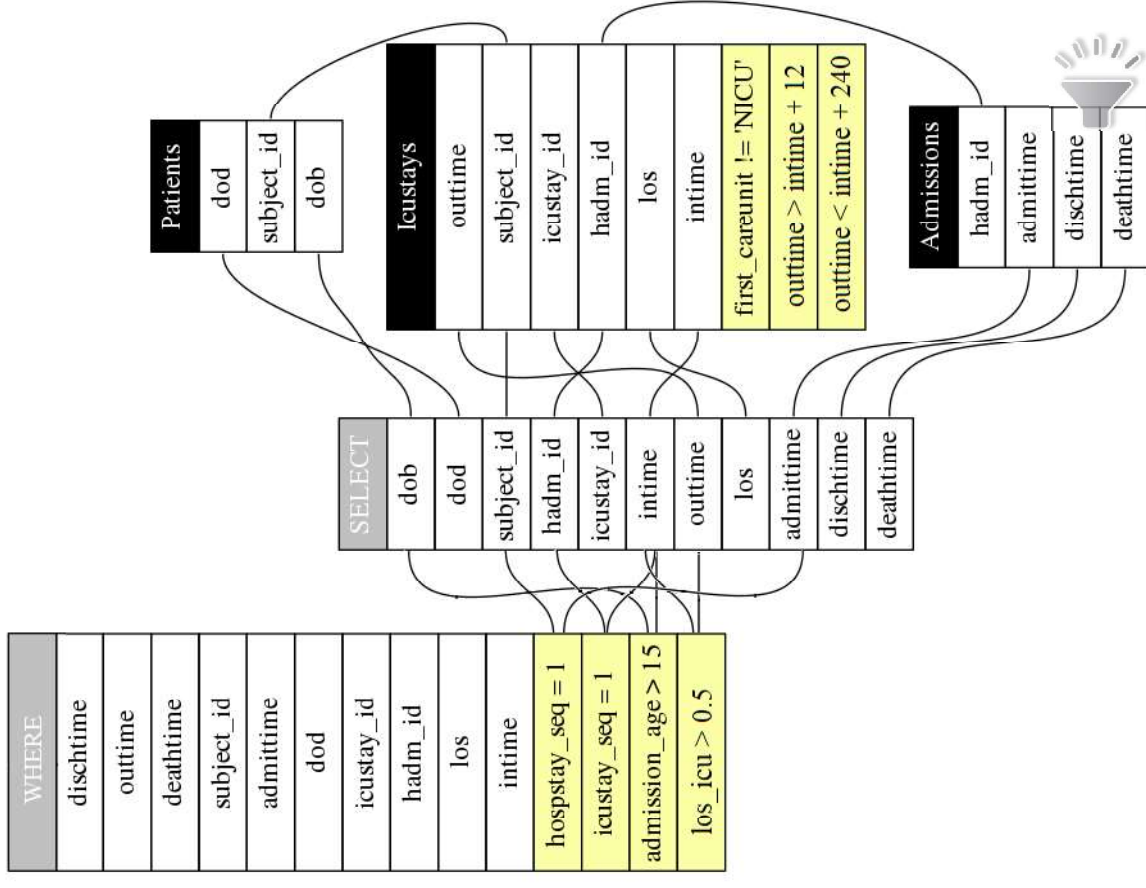 WHERE
dischtime
outtime
deathtime
subject_id
admittime
dod
icustay_id
hadm_id
los
intime
hospstay_seq = 1
icustay_seq = 1
admission_age > 15
los_icu > 0.5
SELECT
dob
dod
subject_id
hadm_id
icustay_id
intime
outtime
los
admittime
dischtime
deathtime
Patients
dod
subject_id
dob
Icustays
outtime
subject_id
icustay_id
hadm_id
los
intime
first_careunit != 'NICU'
outtime > intime + 12
outtime < intime + 240
Admissions
hadm_id
admittime
dischtime
deathtime